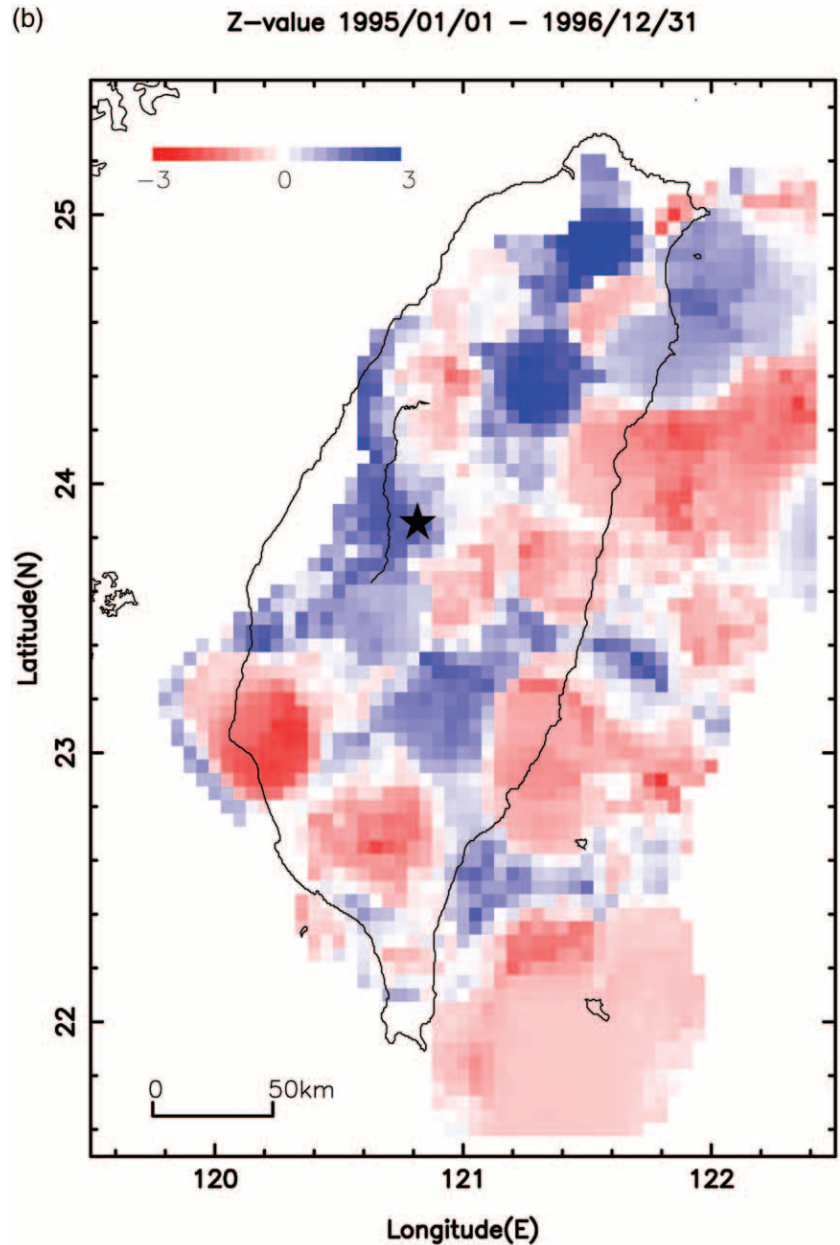 (b)
Z-value 1995/01/01 - 1996/12/31
-3 0 3
25
24
23
22
Latitude(N)
0 50km
120 121 122
Longitude(E)